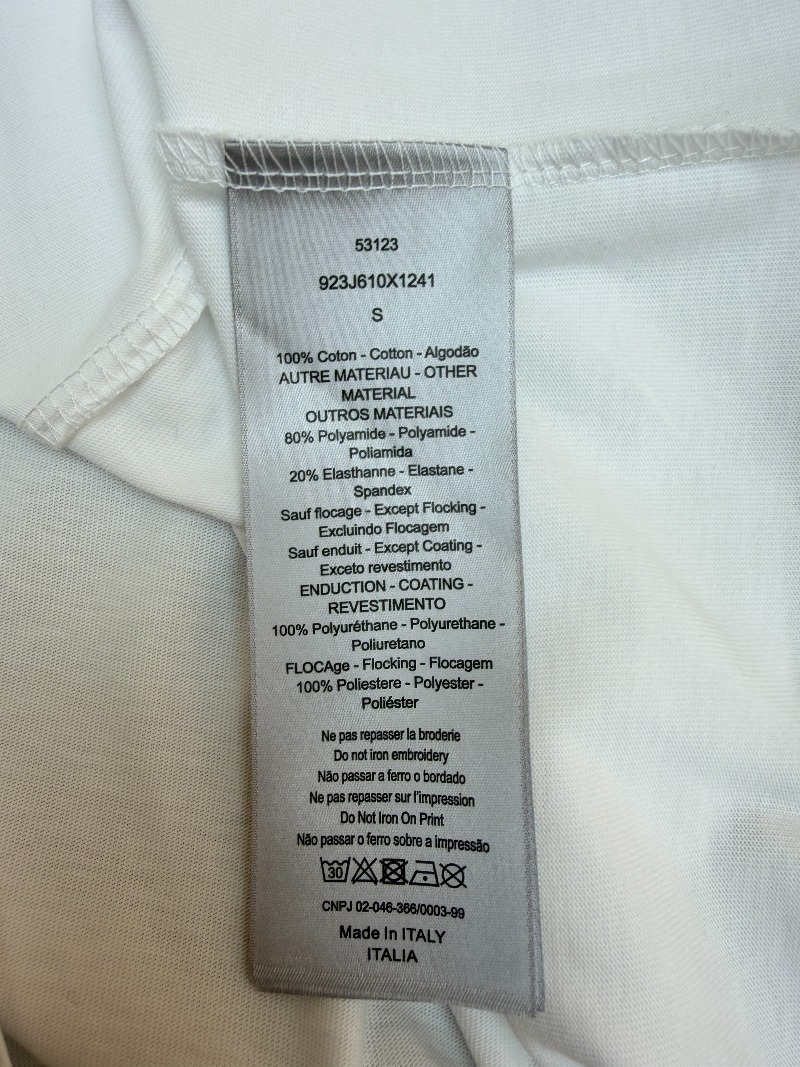 53123
923J610X1241
S
100% Coton - Cotton - Algodão
AUTRE MATERIAU - OTHER
MATERIAL
OUTROS MATERIAIS
80% Polyamide - Polyamide -
Poliamida
20% Elasthanne - Elastane -
Spandex
Sauf flocage - Except Flocking -
Excluindo Flocagem
Sauf enduit - Except Coating -
Exceto revestimento
ENDUCTION - COATING -
REVESTIMENTO
100% Polyuréthane - Polyurethane -
Poliuretano
FLOCAge - Flocking - Flocagem
100% Poliestere - Polyester -
Poliéster
Ne pas repasser la broderie
Do not iron embroidery
Não passar a ferro o bordado
Ne pas repasser sur l'impression
Do Not Iron On Print
Não passar o ferro sobre a impressão
30
CNPJ 02-046-366/0003-99
Made In ITALY
ITALIA